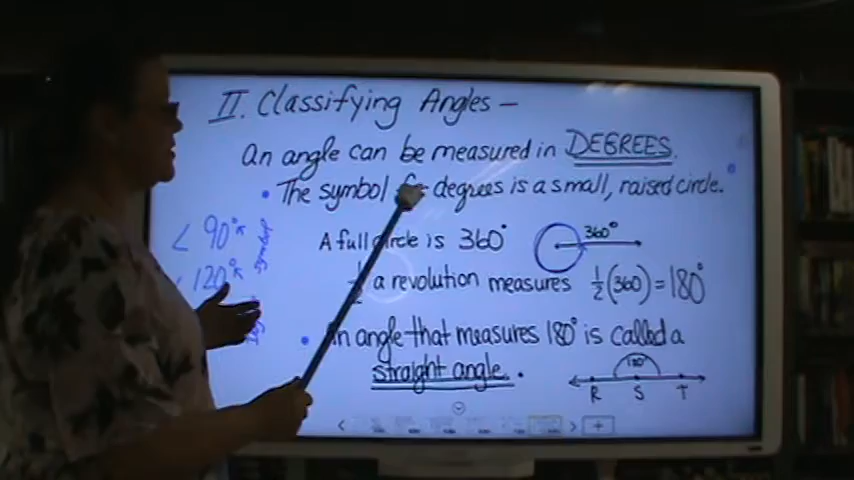 II. Classifying Angles –
An angle can be measured in DEGREES.
• The symbol degrees is a small, raised circle.
∠ 90° Symbol
120°
A full circle is 360°
360°
a revolution measures ½(360) = 180°
• An angle that measures 180° is called a
straight angle.
180°
R S T